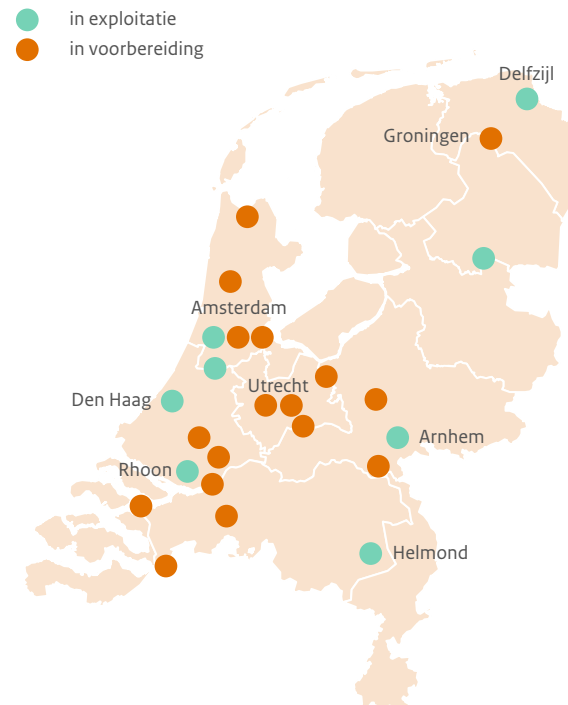 in exploitatie
in voorbereiding
Delfzijl
Groningen
Amsterdam
Utrecht
Den Haag
Arnhem
Rhoon
Helmond